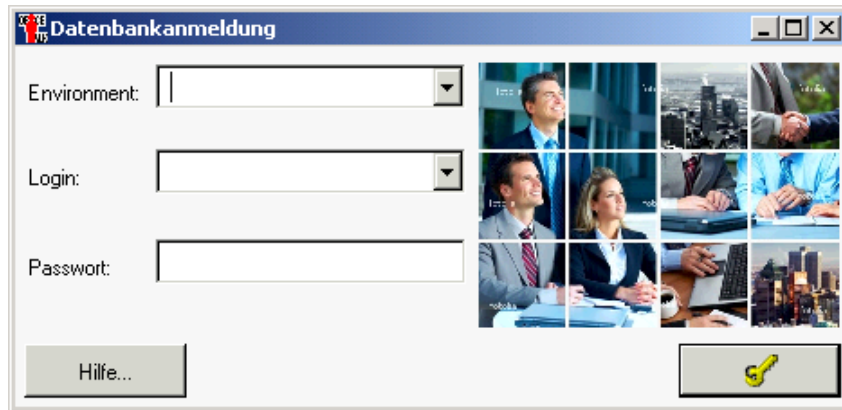 Datenbankanmeldung
Environment:
Login:
Passwort:
Hilfe...